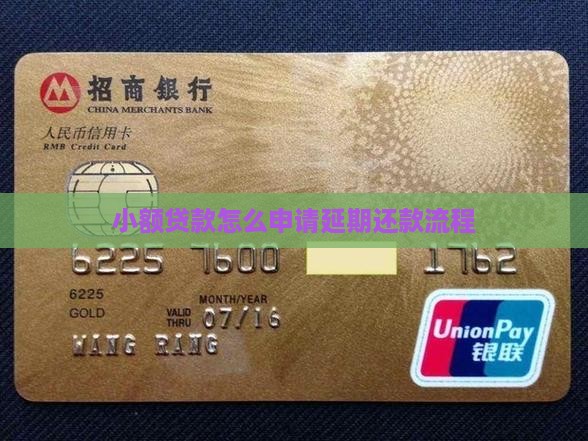 招商銀行
CHINA MERCHANTS BANK
人民币信用卡
RMB Credit Card
小额贷款怎么申请延期还款流程
6225 7600 1762
6225
MONTH/YEAR
GOLD
VALID THRU 07/16
WANG RANG
UnionPay
银联